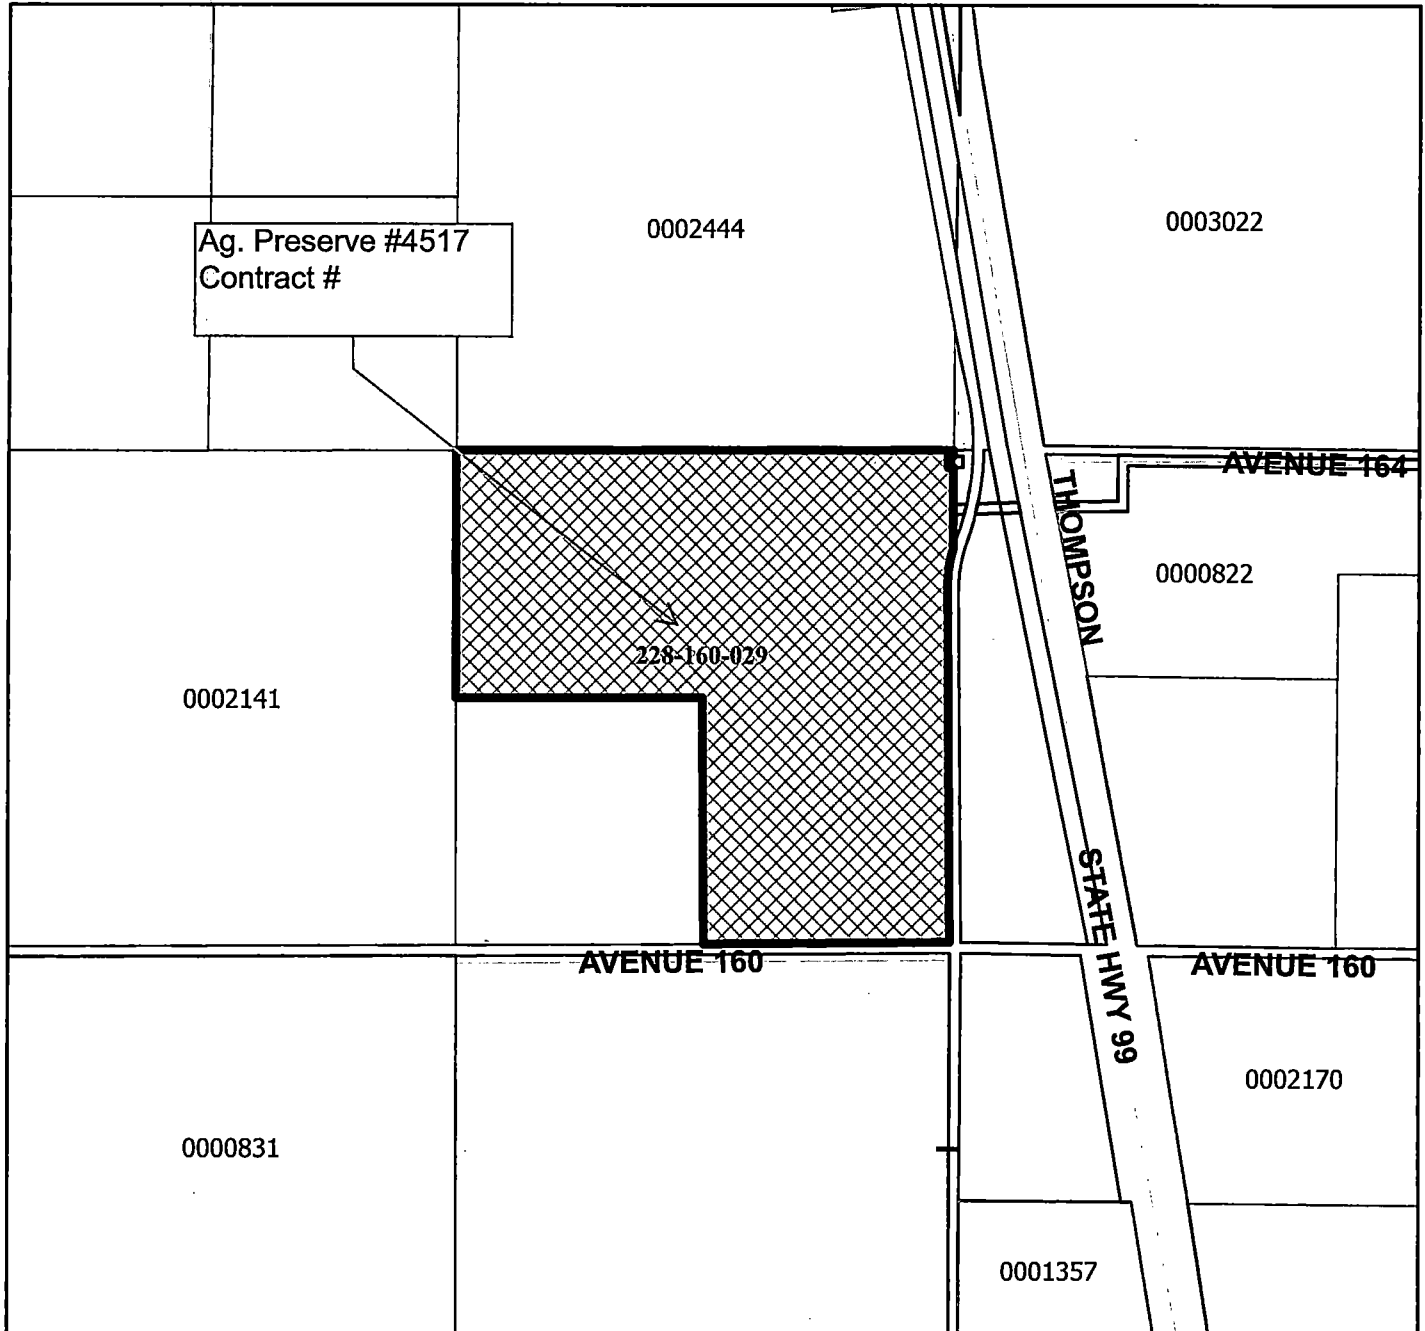 0002444
0003022
Ag. Preserve #4517
Contract #
AVENUE 164
THOMPSON
0000822
228-160-029
0002141
STATE HWY 99
AVENUE 160
AVENUE 160
0002170
0000831
0001357